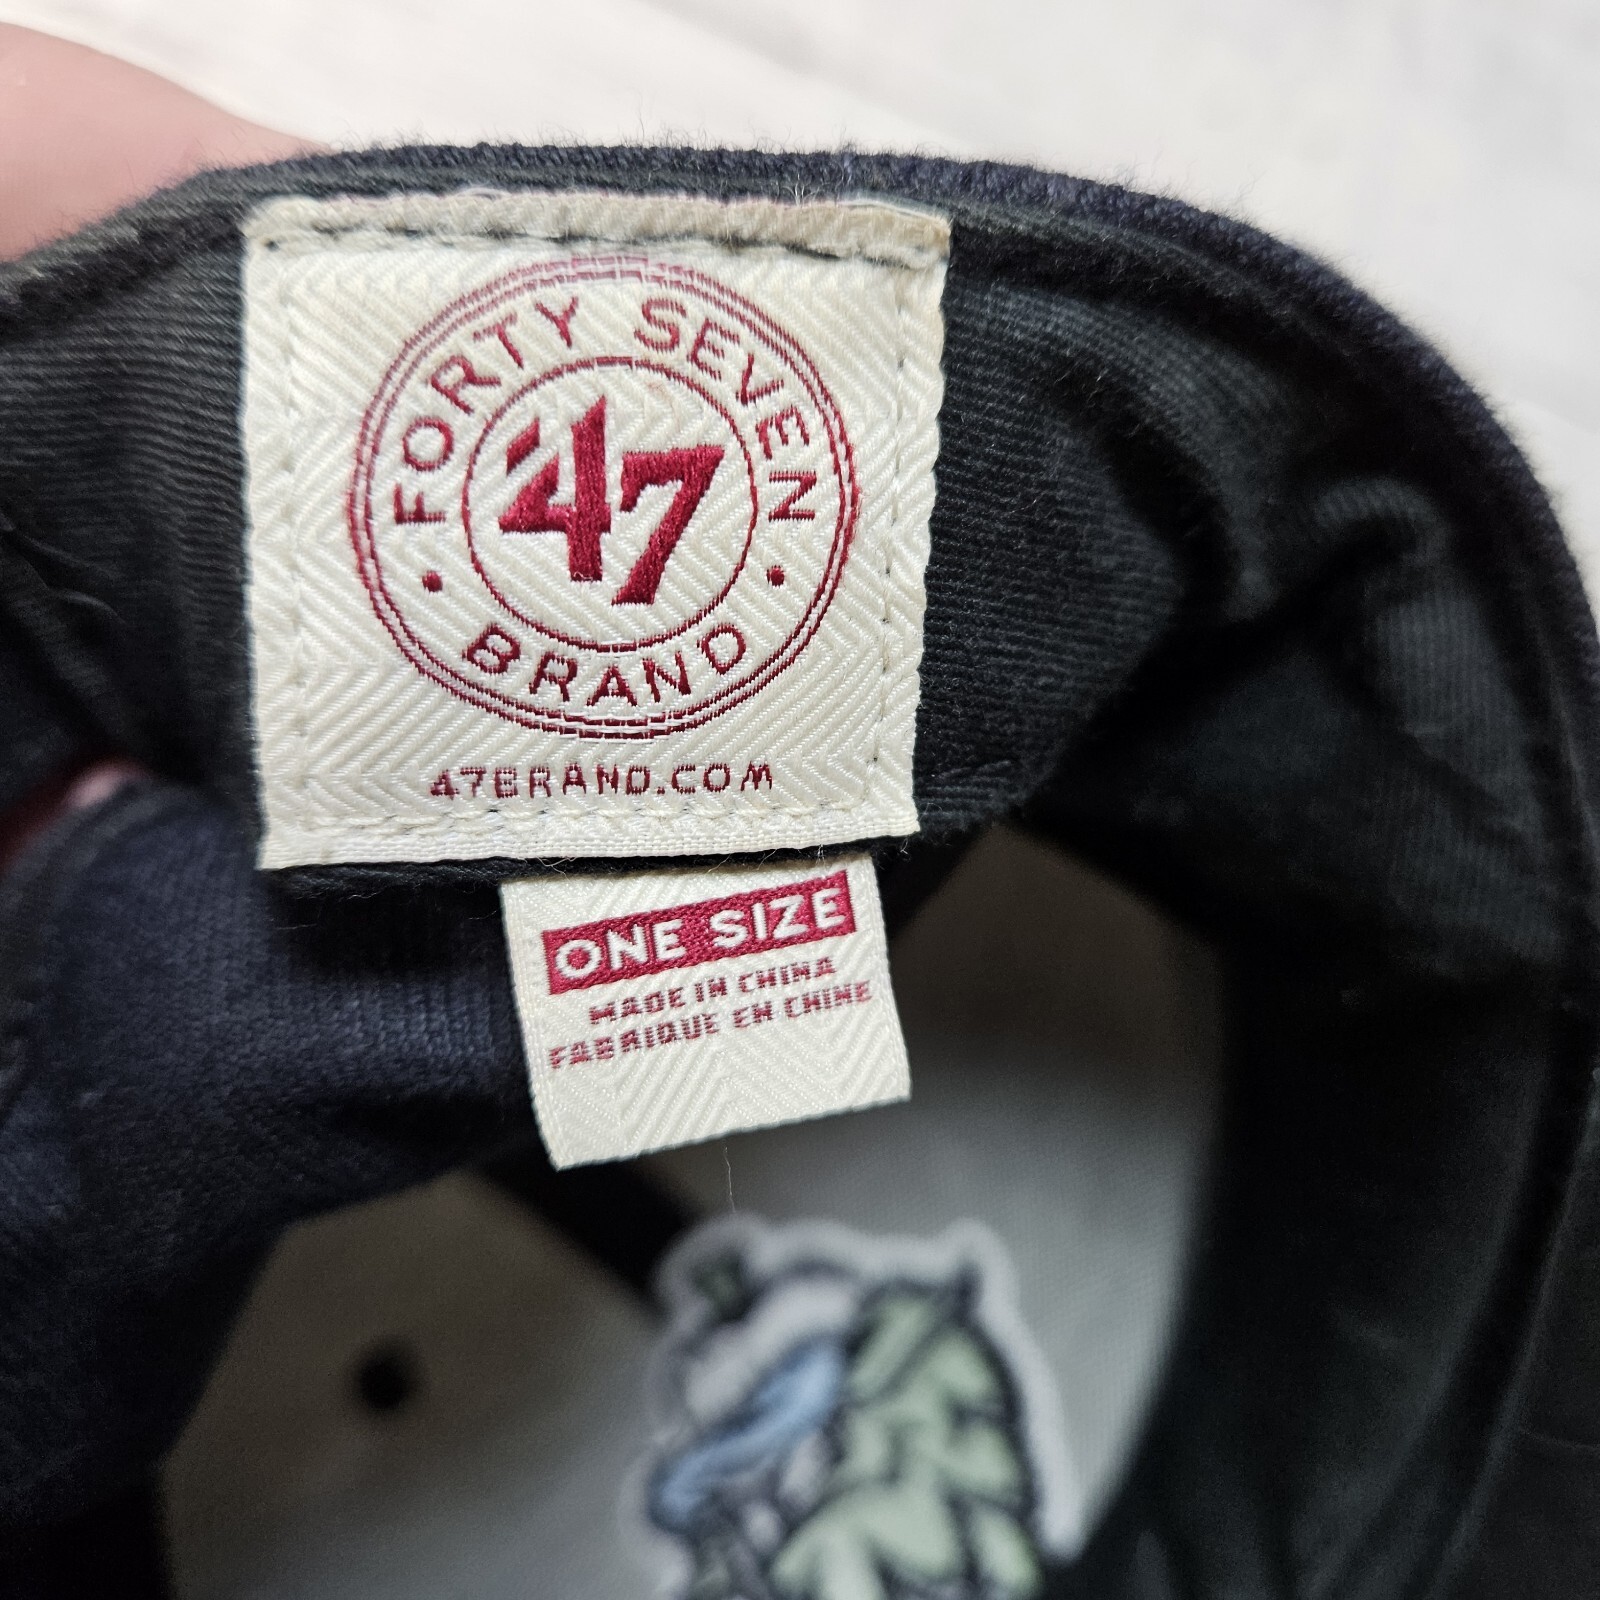 FORTY SEVEN
47
BRAND
47BRAND.COM
ONE SIZE
MADE IN CHINA
FABRIQUE EN CHINE